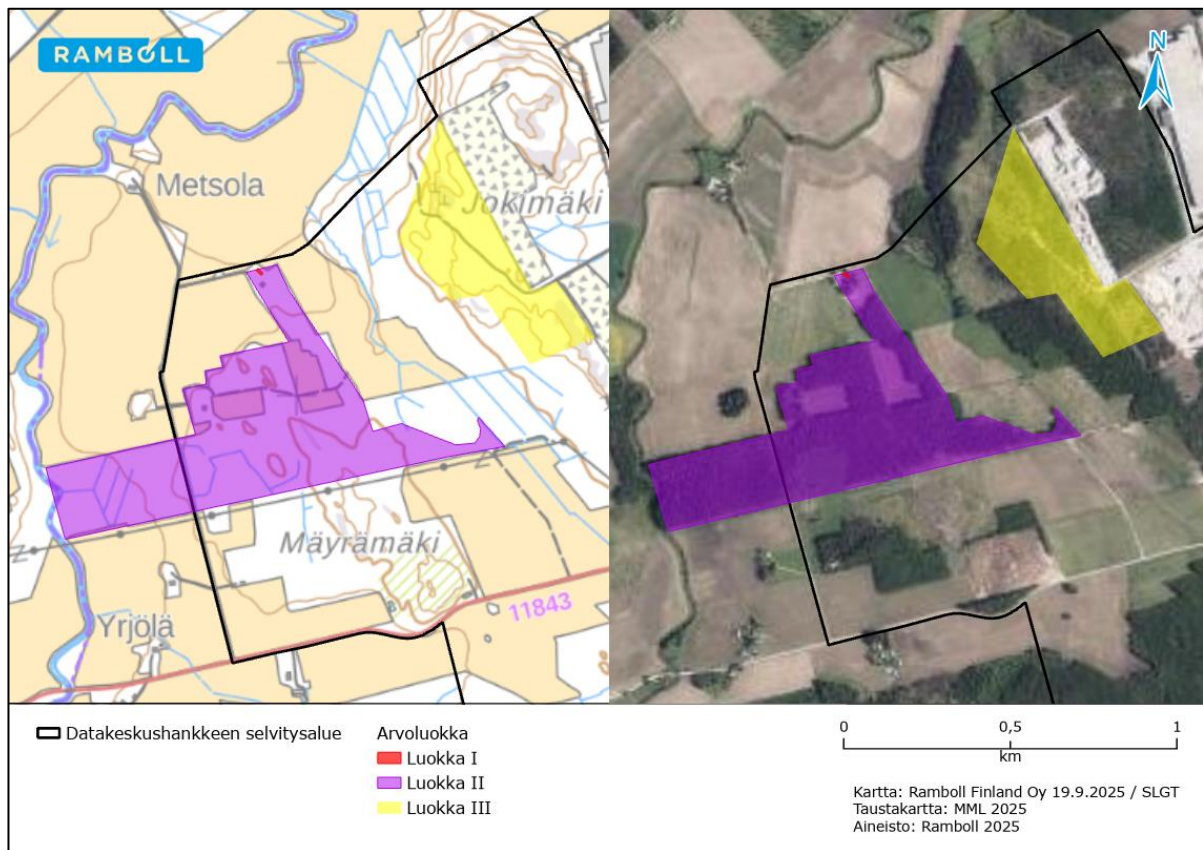 RAMBOLL
Metsola
Jokimäki
Mäyrämäki
11843
Yrjölä
N
Datakeskushankkeen selvitysalue
Arvoluokka
Luokka I
Luokka II
Luokka III
0 0,5 1
km
Kartta: Ramboll Finland Oy 19.9.2025 / SLGT
Taustakartta: MML 2025
Aineisto: Ramboll 2025